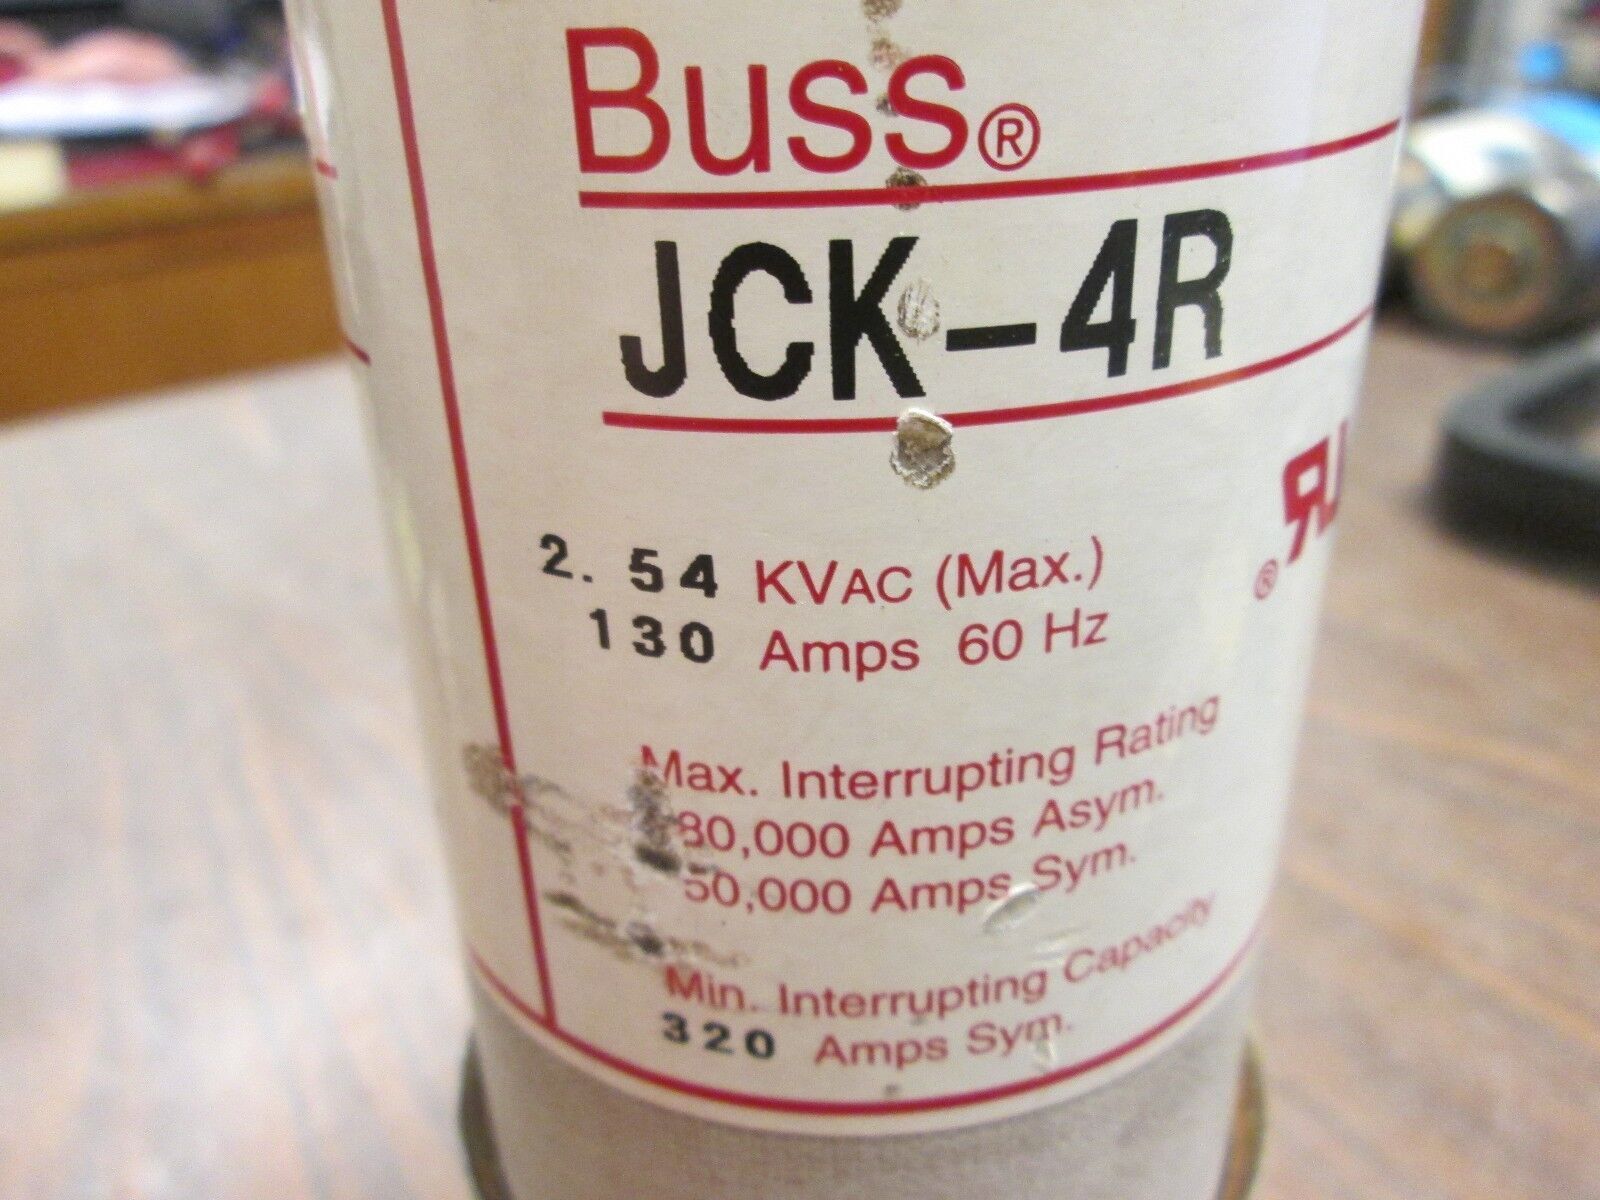 Buss®
JCK-4R
2.54 KVAC (Max.)
130 Amps 60 Hz
Max. Interrupting Rating
80,000 Amps Asym.
50,000 Amps Sym.
Min. Interrupting Capacity
320 Amps Sym.